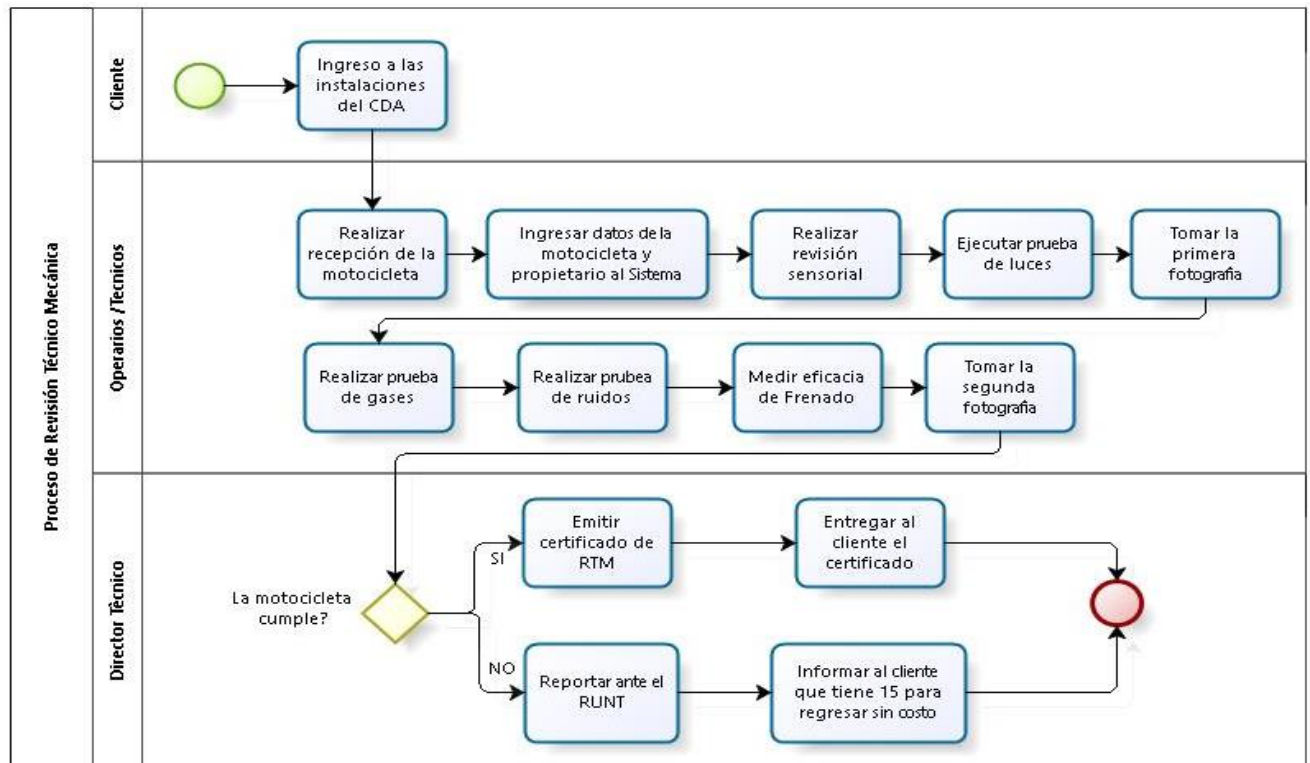 Proceso de Revisión Técnico Mecánica
Cliente
Ingreso a las
instalaciones
del CDA
Operarios /Tecnicos
Realizar
recepción de la
motocicleta
Ingresar datos de la
motocicleta y
propietario al Sistema
Realizar
revisión
sensorial
Ejecutar prueba
de luces
Tomar la
primera
fotografía
Realizar prueba
de gases
Realizar prubea
de ruidos
Medir eficacia
de Frenado
Tomar la
segunda
fotografía
Director Técnico
La motocicleta
cumple?
SI
Emitir
certificado de
RTM
Entregar al
cliente el
certificado
NO
Reportar ante el
RUNT
Informar al cliente
que tiene 15 para
regresar sin costo